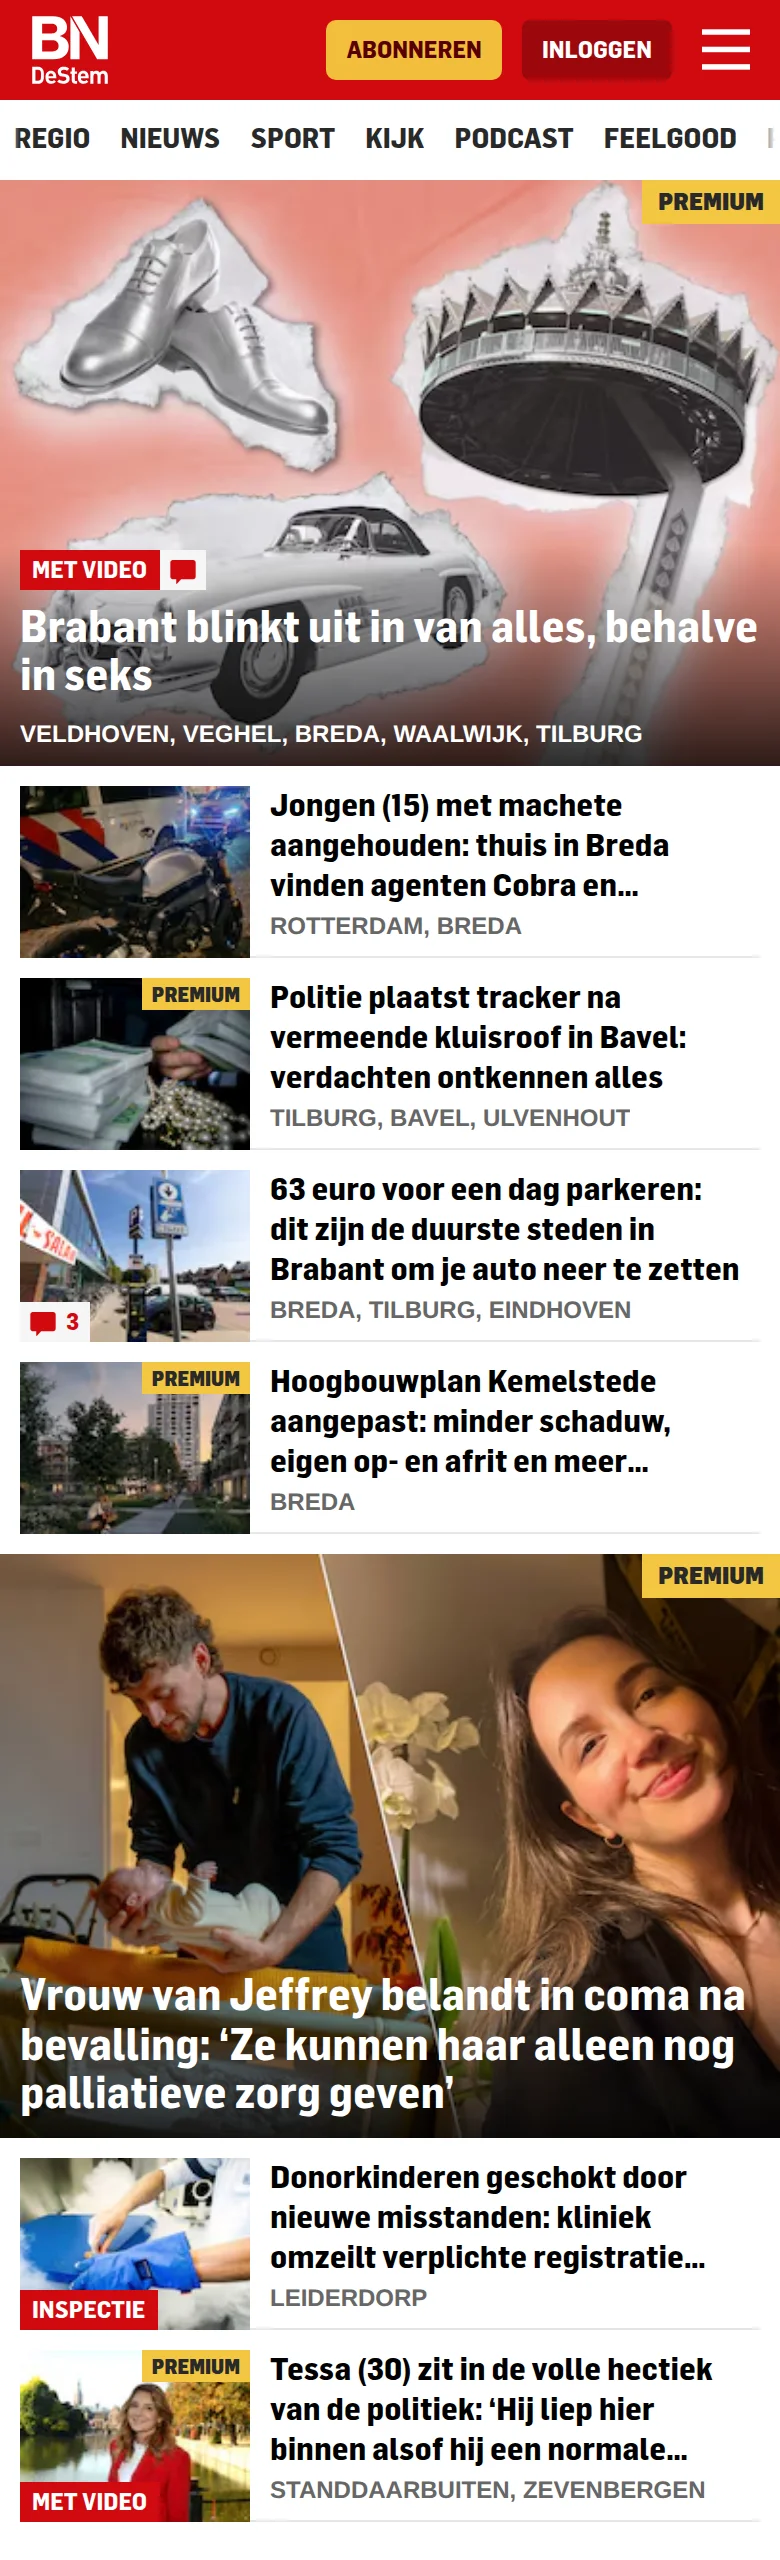 BN
DeStem
ABONNEREN
INLOGGEN
REGIO NIEUWS SPORT KIJK PODCAST FEELGOOD
PREMIUM
MET VIDEO
Brabant blinkt uit in van alles, behalve
in seks
VELDHOVEN, VEGHEL, BREDA, WAALWIJK, TILBURG
Jongen (15) met machete
aangehouden: thuis in Breda
vinden agenten Cobra en...
ROTTERDAM, BREDA
PREMIUM
Politie plaatst tracker na
vermeende kluisroof in Bavel:
verdachten ontkennen alles
TILBURG, BAVEL, ULVENHOUT
3
63 euro voor een dag parkeren:
dit zijn de duurste steden in
Brabant om je auto neer te zetten
BREDA, TILBURG, EINDHOVEN
PREMIUM
Hoogbouwplan Kemelstede
aangepast: minder schaduw,
eigen op- en afrit en meer...
BREDA
PREMIUM
Vrouw van Jeffrey belandt in coma na
bevalling: ‘Ze kunnen haar alleen nog
palliatieve zorg geven’
INSPECTIE
Donorkinderen geschokt door
nieuwe misstanden: kliniek
omzeilt verplichte registratie...
LEIDERDORP
PREMIUM
MET VIDEO
Tessa (30) zit in de volle hectiek
van de politiek: ‘Hij liep hier
binnen alsof hij een normale...
STANDDAARBUITEN, ZEVENBERGEN